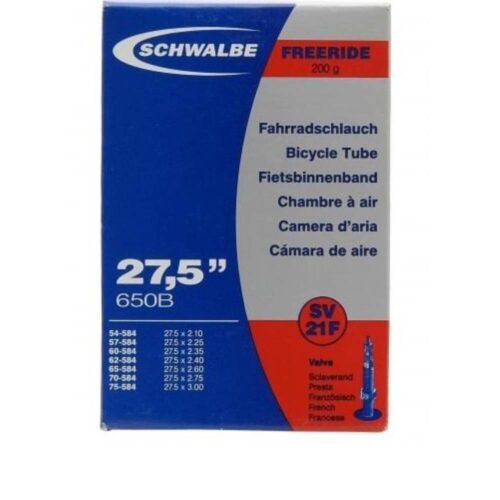 SCHWALBE
FREERIDE
200 g
Fahrradschlauch
Bicycle Tube
Fietsbinnenband
Chambre à air
Camera d'aria
Cámara de aire
27,5”
650B
54-584 27.5 x 2.10
57-584 27.5 x 2.25
60-584 27.5 x 2.35
62-584 27.5 x 2.40
65-584 27.5 x 2.60
70-584 27.5 x 2.75
75-584 27.5 x 3.00
SV
21F
Valve
Sclaverand
Presta
Französisch
French
Francese